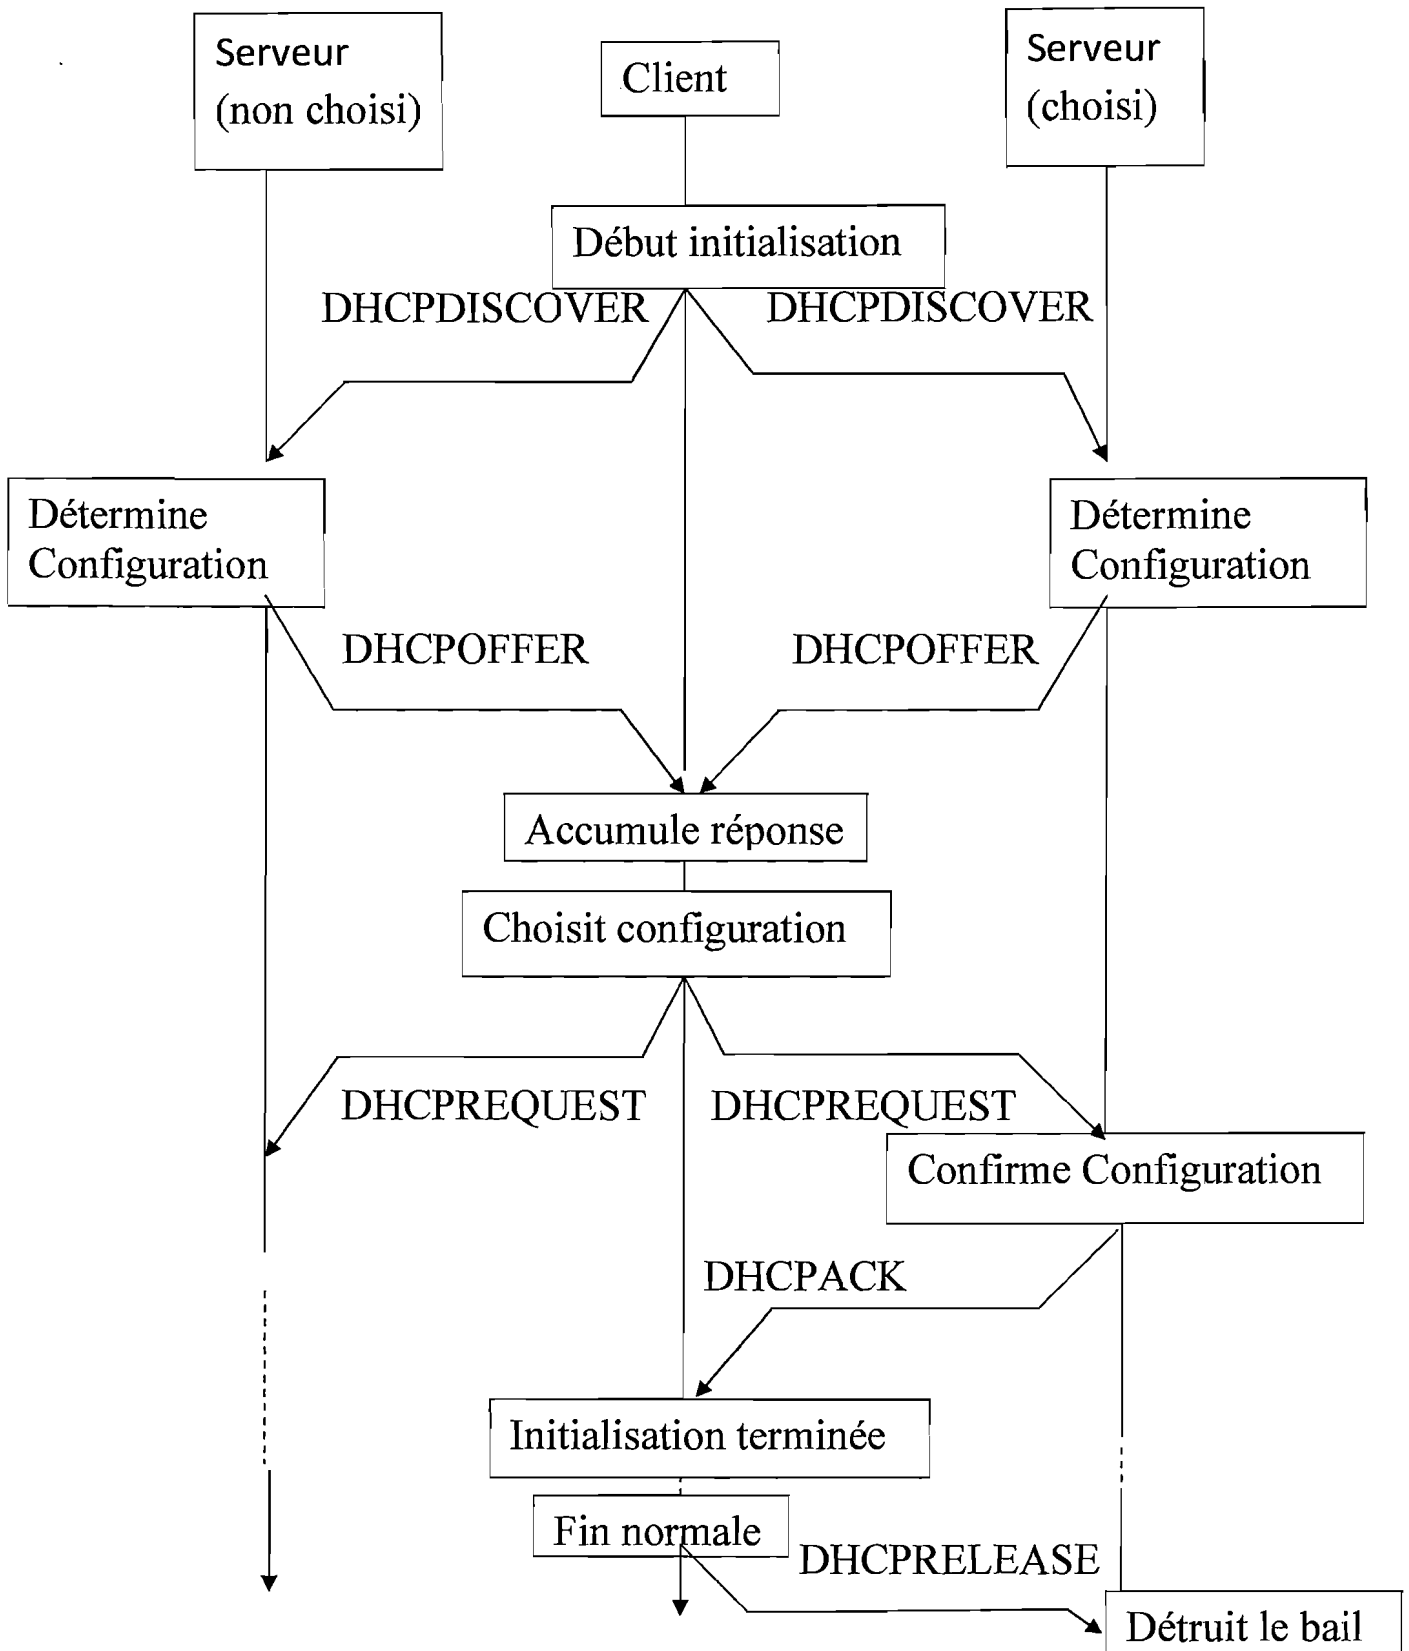 Serveur
(non choisi)
Client
Serveur
(choisi)
Début initialisation
DHCPDISCOVER
DHCPDISCOVER
Détermine
Configuration
Détermine
Configuration
DHCPOFFER
DHCPOFFER
Accumule réponse
Choisit configuration
DHCPREQUEST
DHCPREQUEST
Confirme Configuration
DHCPACK
Initialisation terminée
Fin normale
DHCPRELEASE
Détruit le bail